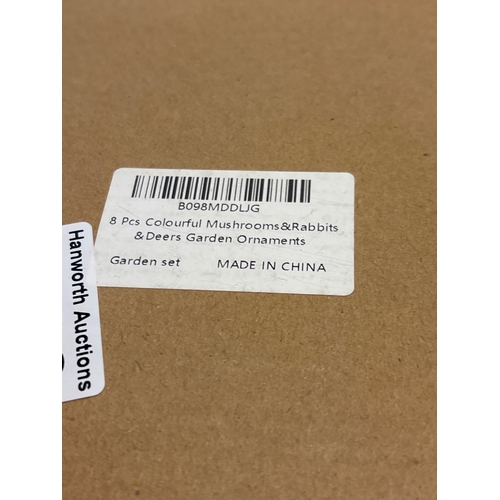 B098MDDLJG
8 Pcs Colourful Mushrooms&Rabbits
&Deers Garden Ornaments
Garden set MADE IN CHINA
Hanworth Auctions